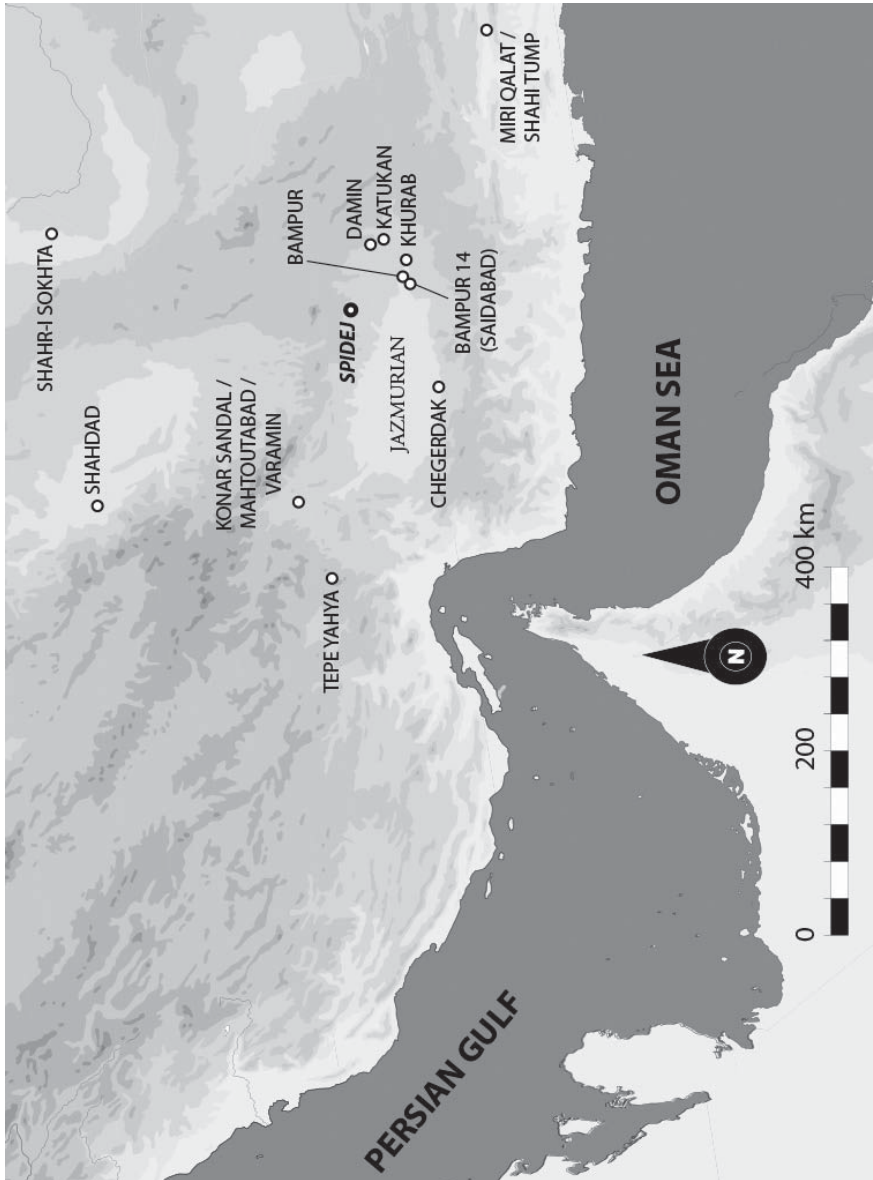 SHAHR-I SOKHTA
SHAHDAD
KONAR SANDAL /
MAHTOUTABAD /
VARAMIN
BAMPUR
TEPE YAHYA
SPIDEJ
DAMIN
KATUKAN
KHURAB
JAZMURIAN
CHEGERDAK
BAMPUR 14
(SAIDABAD)
MIRI QALAT /
SHAHI TUMP
PERSIAN GULF
OMAN SEA
N
0 200 400 km